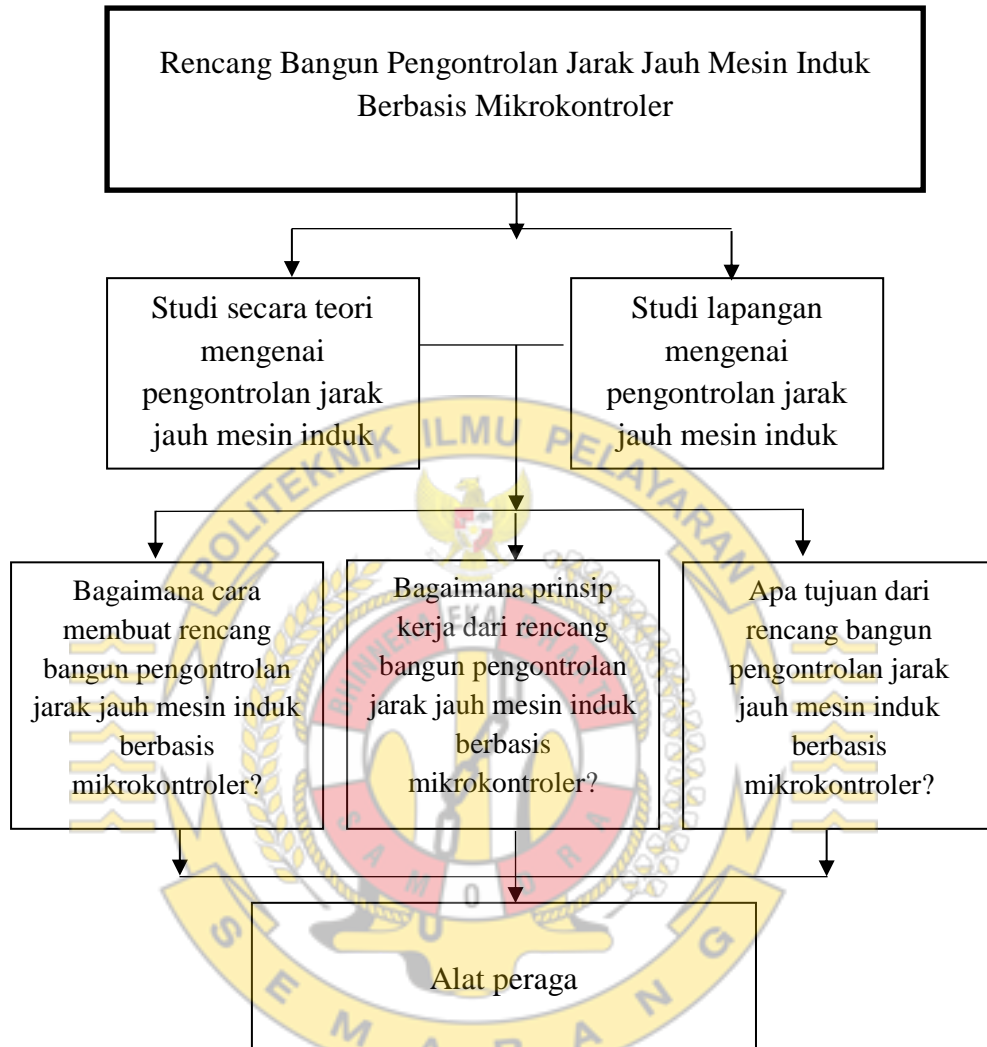 Rencang Bangun Pengontrolan Jarak Jauh Mesin Induk
Berbasis Mikrokontroler
Studi secara teori
mengenai
pengontrolan jarak
jauh mesin induk
Studi lapangan
mengenai
pengontrolan jarak
jauh mesin induk
POLITEKNIK ILMU PELAYARAN
Bagaimana cara
membuat rencang
bangun pengontrolan
jarak jauh mesin induk
berbasis
mikrokontroler?
Bagaimana prinsip
kerja dari rencang
bangun pengontrolan
jarak jauh mesin induk
berbasis
mikrokontroler?
Apa tujuan dari
rencang bangun
pengontrolan jarak
jauh mesin induk
berbasis
mikrokontroler?
BHINNEKA EKA
SAMODRA
SEMARANG
Alat peraga